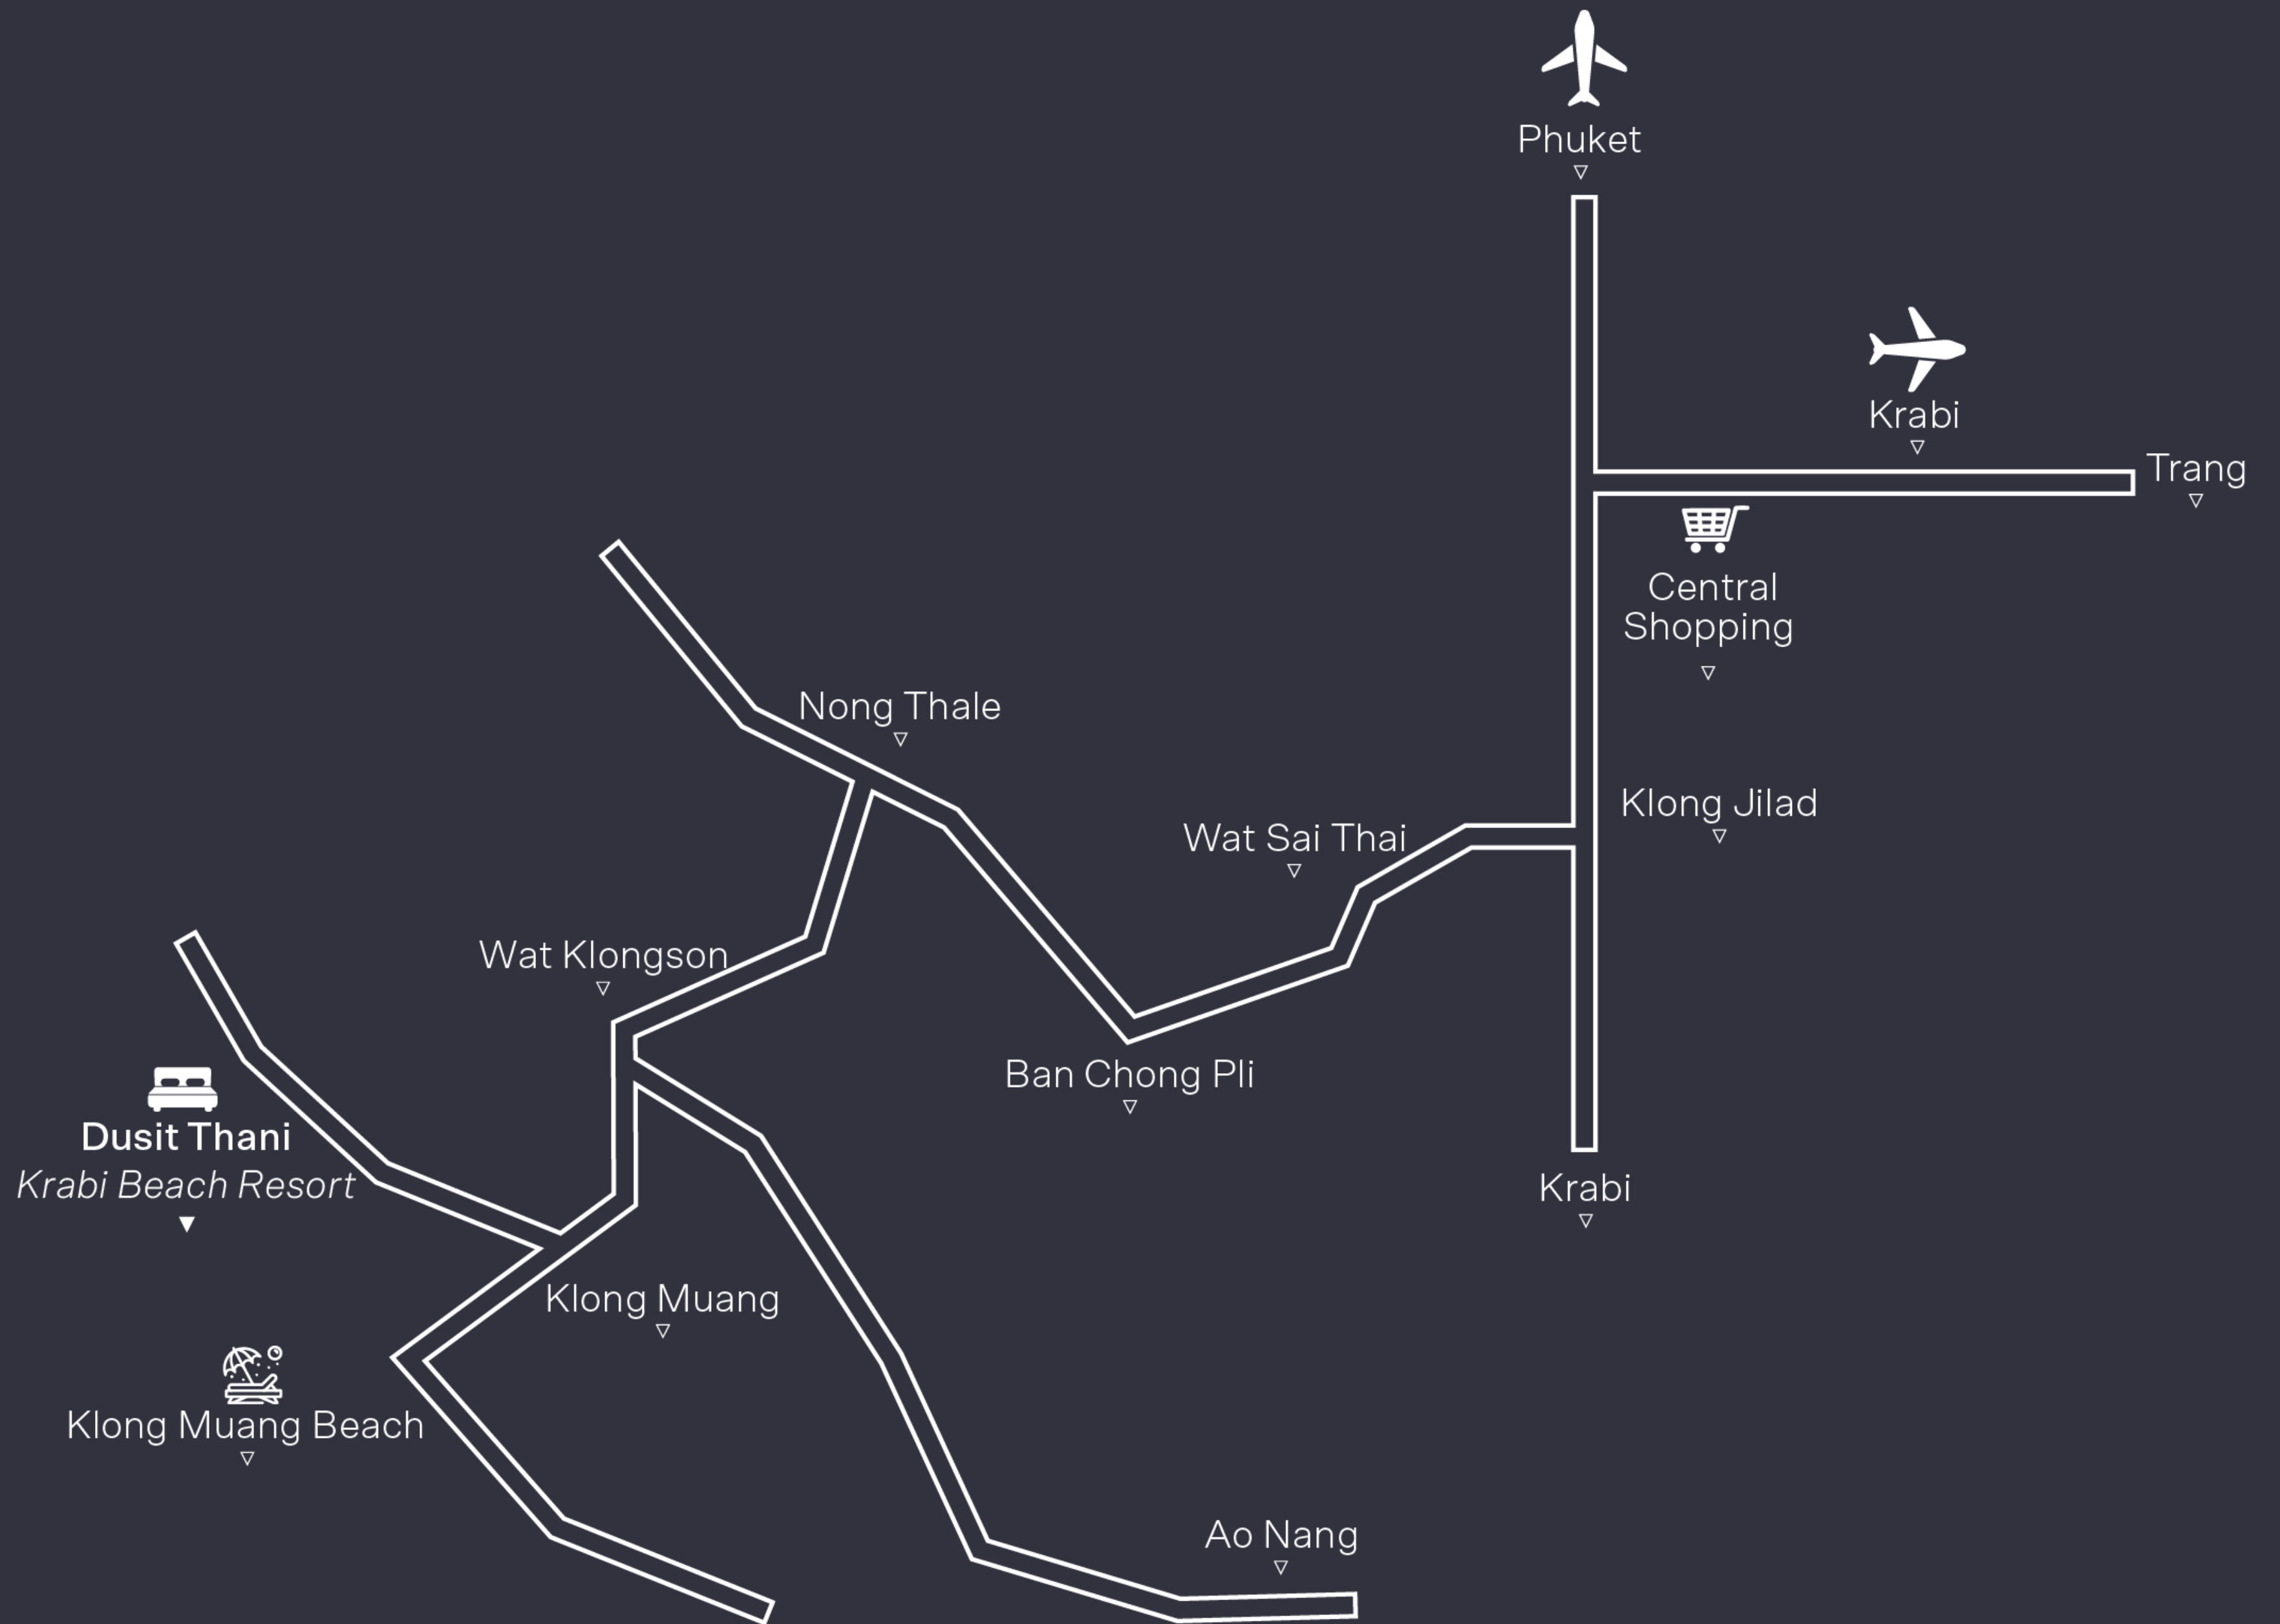 Phuket
Krabi
Trang
Central
Shopping
Nong Thale
Klong Jilad
Wat Sai Thai
Wat Klongson
Ban Chong Pli
Dusit Thani
Krabi Beach Resort
Krabi
Klong Muang
Klong Muang Beach
Ao Nang